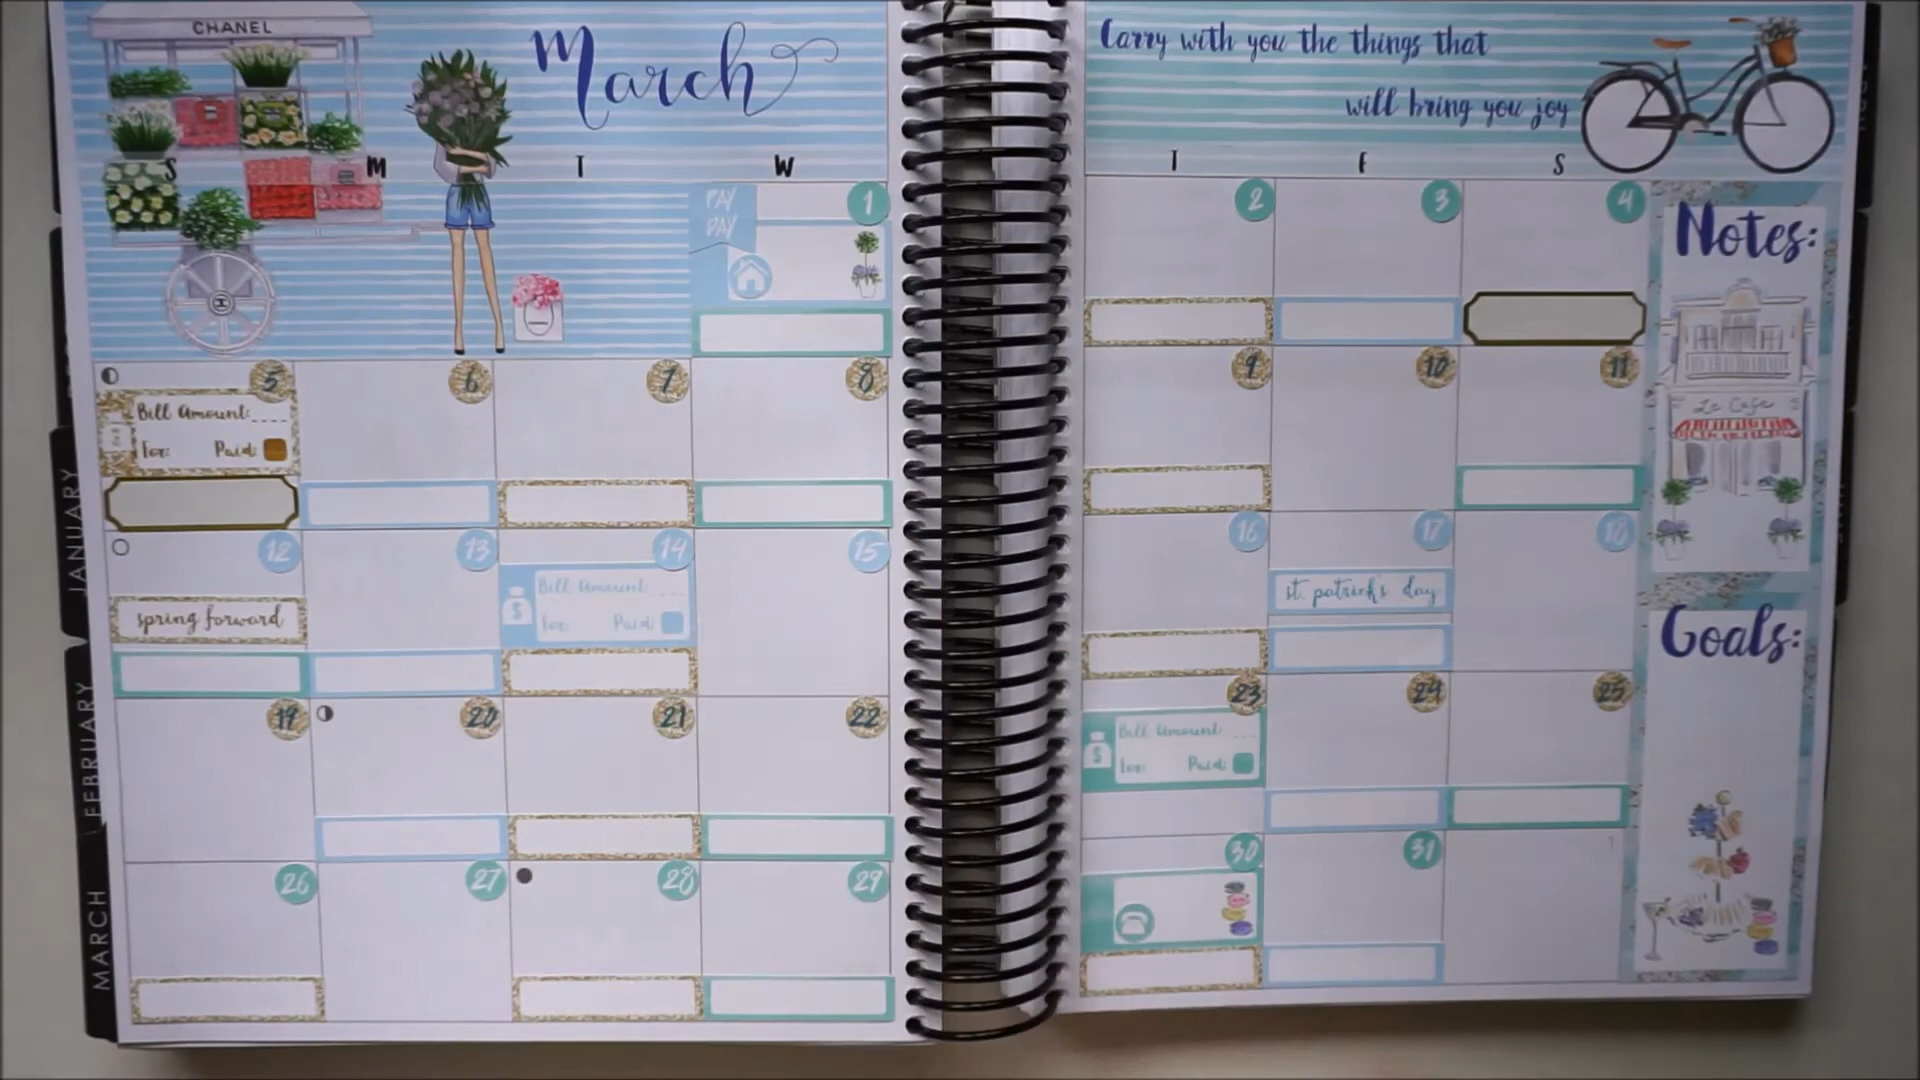 CHANEL
March
S M T W
PAY
DAY
1
5 6 7 8
Bill Amount:
For: Paid:
12 13 14 15
Bill Amount:
For: Paid:
spring forward
19 20 21 22
26 27 28 29
JANUARY
FEBRUARY
MARCH
Carry with you the things that
will bring you joy
T F S
2 3 4
9 10 11
16 17 18
st. patrick's day
23 24 25
Bill Amount:
For: Paid:
30 31 1
Notes:
Le Cafe
Goals: